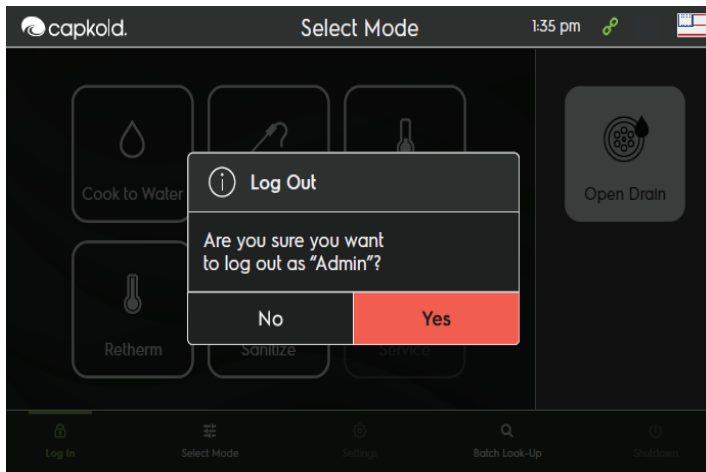 capkold.
Select Mode
1:35 pm
Cook to Water
Open Drain
Log Out
Are you sure you want
to log out as “Admin”?
No
Yes
Retherm
Sanitize
Service
Log In
Select Mode
Settings
Batch Look-Up
Shutdown